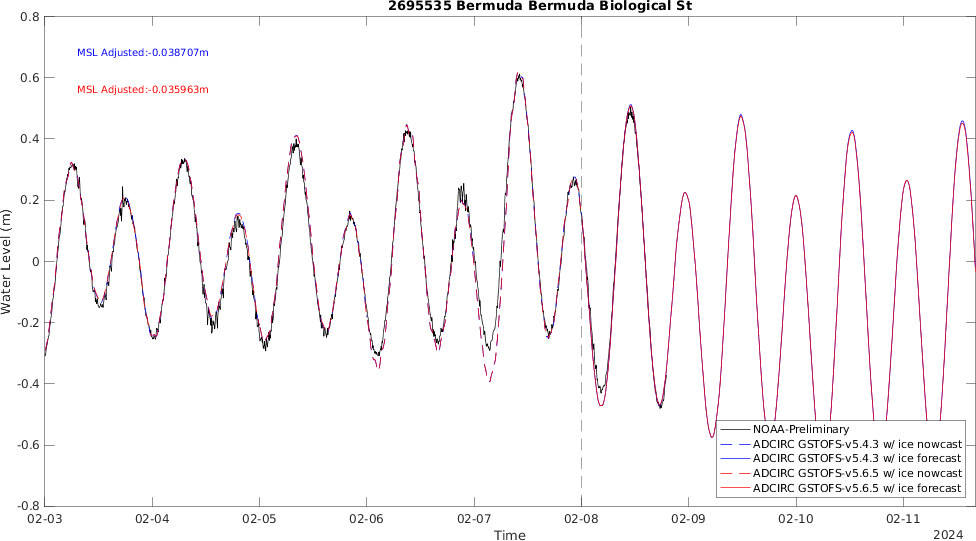 2695535 Bermuda Bermuda Biological St
MSL Adjusted:-0.038707m
MSL Adjusted:-0.035963m
Water Level (m)
0.8
0.6
0.4
0.2
0
-0.2
-0.4
-0.6
-0.8
NOAA-Preliminary
ADCIRC GSTOFS-v5.4.3 w/ ice nowcast
ADCIRC GSTOFS-v5.4.3 w/ ice forecast
ADCIRC GSTOFS-v5.6.5 w/ ice nowcast
ADCIRC GSTOFS-v5.6.5 w/ ice forecast
02-03 02-04 02-05 02-06 02-07 02-08 02-09 02-10 02-11
Time
2024